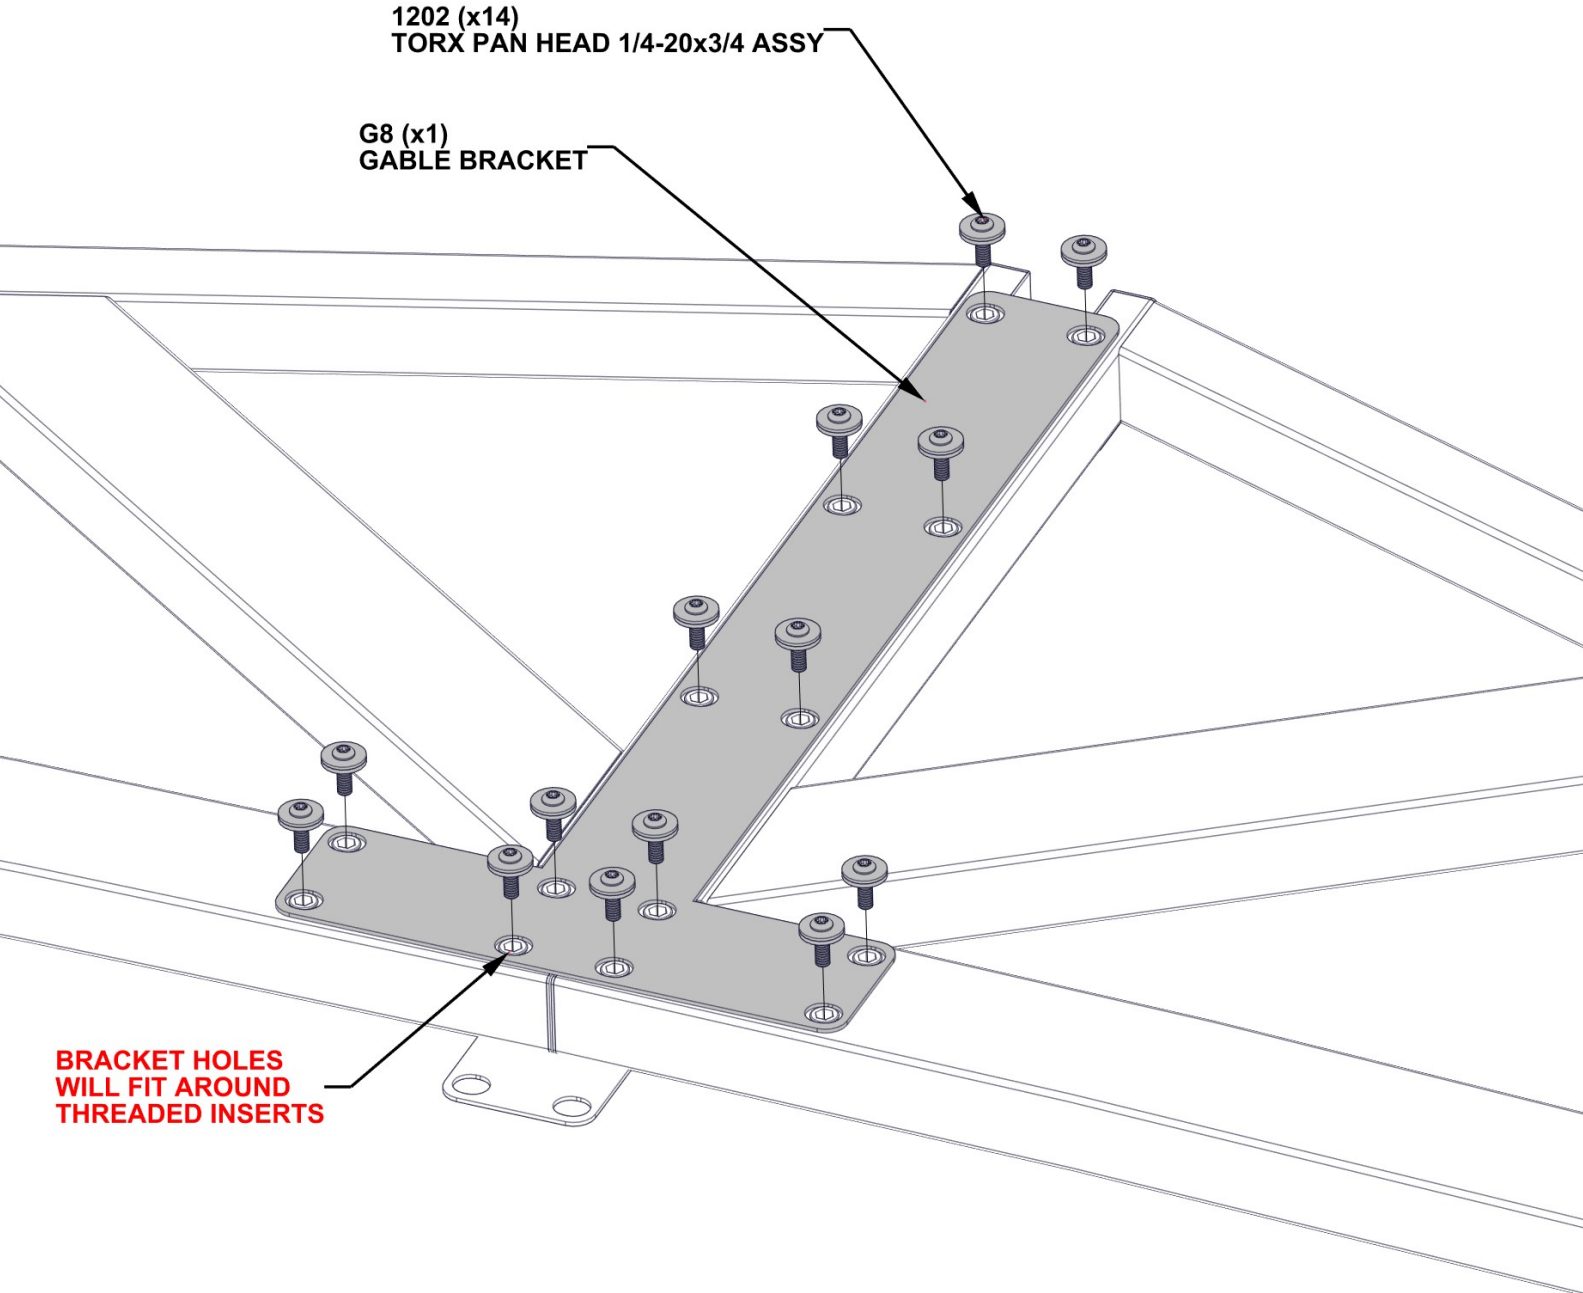 1202 (x14)
TORX PAN HEAD 1/4-20x3/4 ASSY
G8 (x1)
GABLE BRACKET
BRACKET HOLES
WILL FIT AROUND
THREADED INSERTS